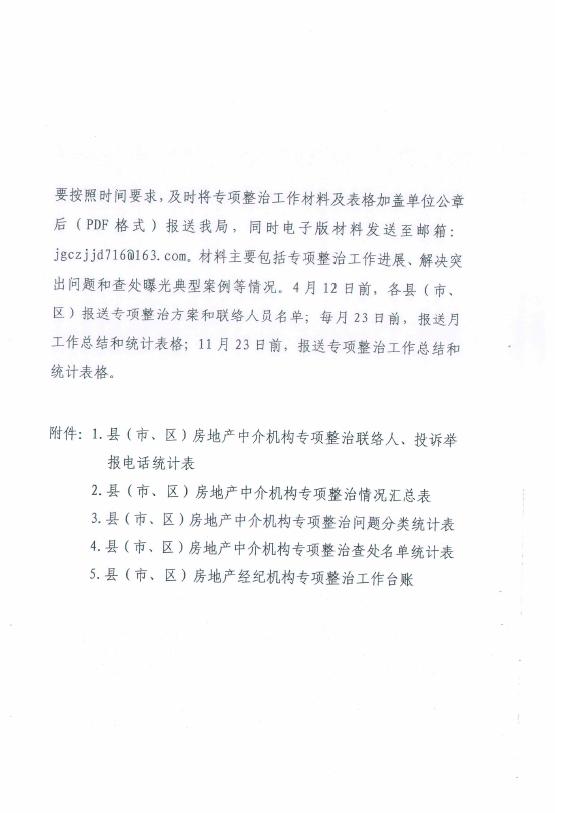 要按照时间要求,及时将专项整治工作材料及表格加盖单位公章
后（PDF 格式）报送我局，同时电子版材料发送至邮箱：
jgczjjd716@163.com。材料主要包括专项整治工作进展、解决突
出问题和查处曝光典型案例等情况。4 月 12 日前，各县（市、
区）报送专项整治方案和联络人员名单；每月 23 日前，报送月
工作总结和统计表格；11 月 23 日前，报送专项整治工作总结和
统计表格。
附件：1. 县（市、区）房地产中介机构专项整治联络人、投诉举
报电话统计表
2. 县（市、区）房地产中介机构专项整治情况汇总表
3. 县（市、区）房地产中介机构专项整治问题分类统计表
4. 县（市、区）房地产中介机构专项整治查处名单统计表
5. 县（市、区）房地产经纪机构专项整治工作台账